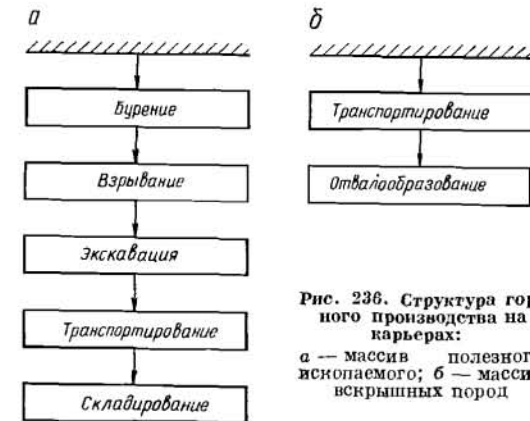 а
Бурение
Взрывание
Экскавация
Транспортирование
Складирование
б
Транспортирование
Отвалообразование
Рис. 236. Структура гор
ного производства на
карьерах:
а — массив полезног
ископаемого; б — масси
вскрышных пород